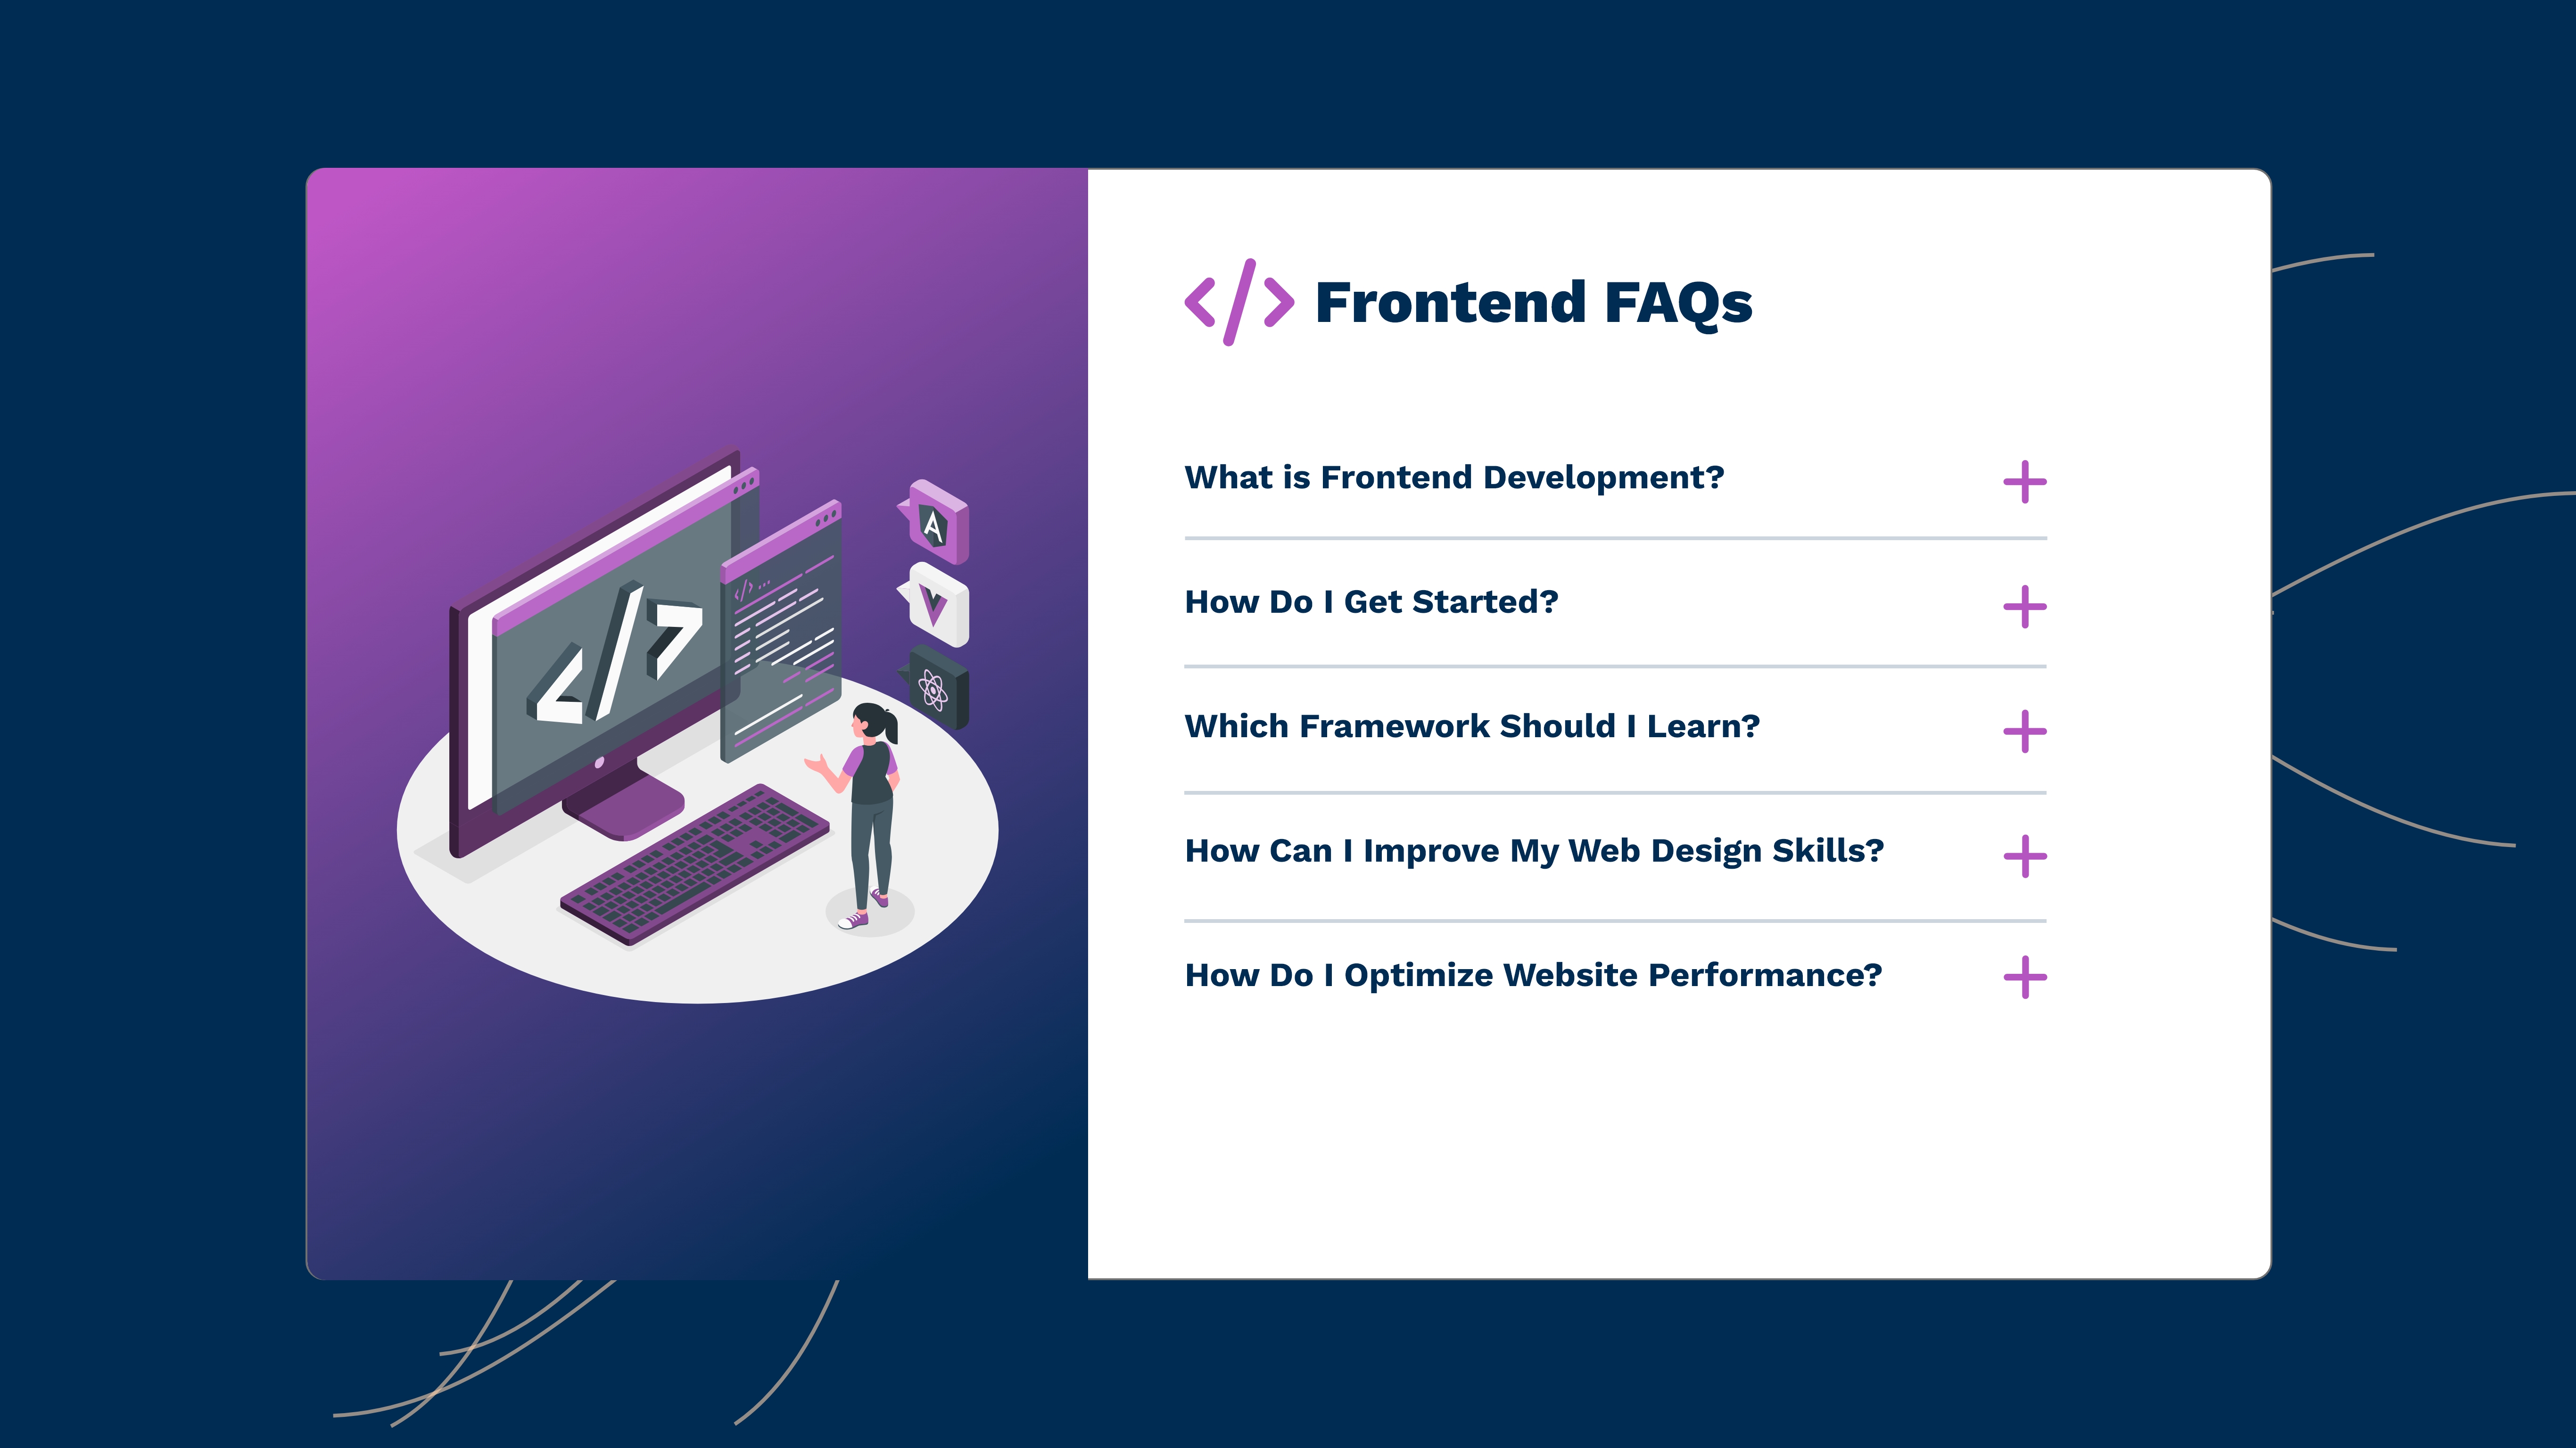 Frontend FAQs
What is Frontend Development?
How Do I Get Started?
Which Framework Should I Learn?
How Can I Improve My Web Design Skills?
How Do I Optimize Website Performance?